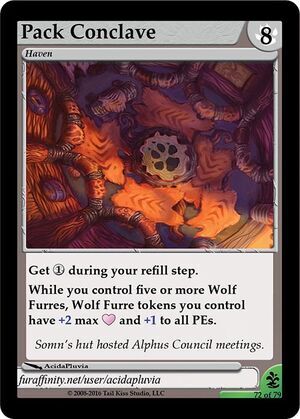 Pack Conclave
8
Haven
Get ① during your refill step.
While you control five or more Wolf
Furres, Wolf Furre tokens you control
have +2 max and +1 to all PEs.
Somn's hut hosted Alphus Council meetings.
AcidaPluvia
furaffinity.net/user/acidapluvia
© 2008-2016 Tail Kiss Studio, LLC
72 of 79